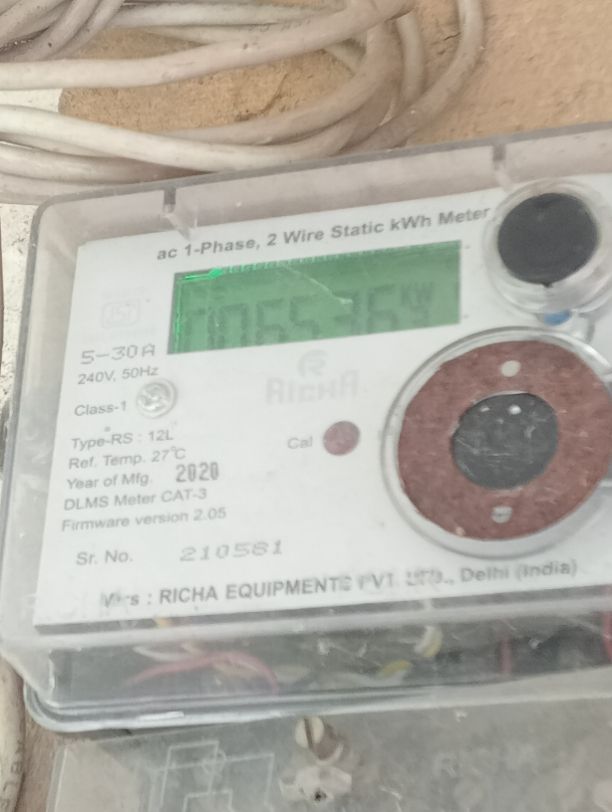 ac 1-Phase, 2 Wire Static kWh Meter
5-30A
240V, 50Hz
RICHA
Class-1
Type-RS : 12L
Cal
Ref. Temp. 27°C
Year of Mfg. 2020
DLMS Meter CAT-3
Firmware version 2.05
Sr. No. 210581
: RICHA EQUIPMENTS PVT. Delhi (India)
RICHA